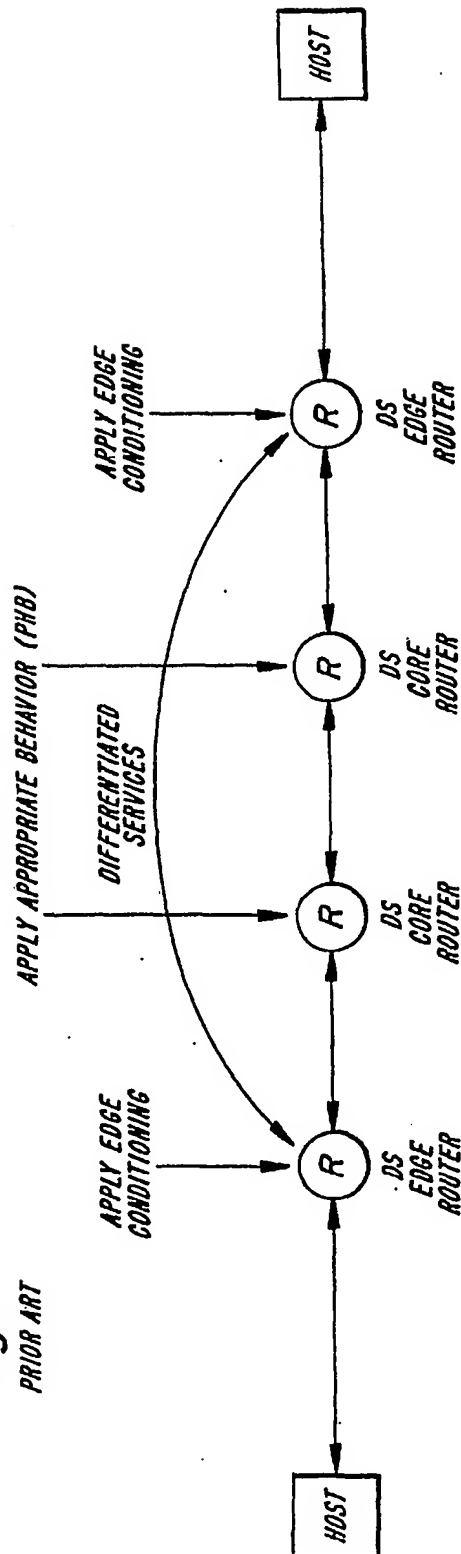 PRIOR ART
APPLY APPROPRIATE BEHAVIOR (PHB)
APPLY EDGE
CONDITIONING
DIFFERENTIATED
SERVICES
APPLY EDGE
CONDITIONING
HOST
R
R
R
R
HOST
DS
EDGE
ROUTER
DS
CORE
ROUTER
DS
CORE
ROUTER
DS
EDGE
ROUTER